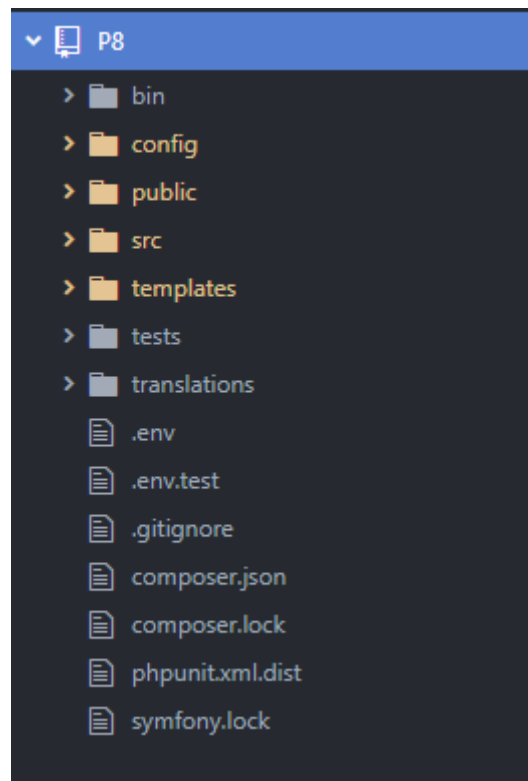 P8
bin
config
public
src
templates
tests
translations
.env
.env.test
.gitignore
composer.json
composer.lock
phpunit.xml.dist
symfony.lock